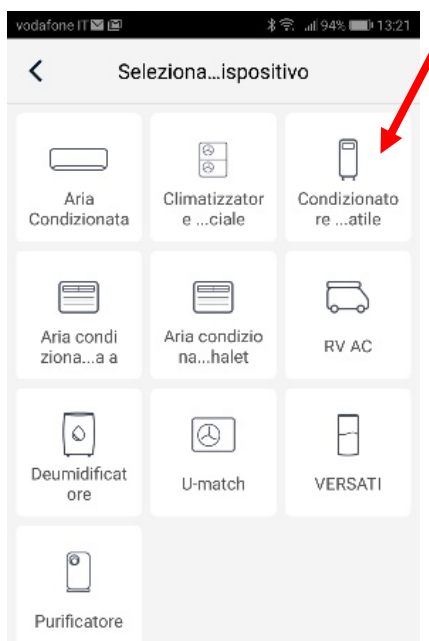 vodafone IT 94% 13:21
Seleziona...ispositivo
Aria
Condizionata
Climatizzator
e ...ciale
Condizionato
re ...atile
Aria condi
ziona...a a
Aria condizio
na...halet
RV AC
Deumidificat
ore
U-match
VERSATI
Purificatore